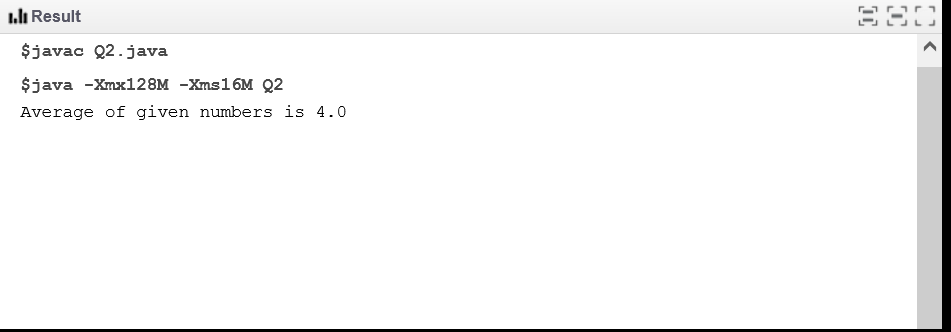 Result
$javac Q2.java
$java -Xmx128M -Xms16M Q2
Average of given numbers is 4.0